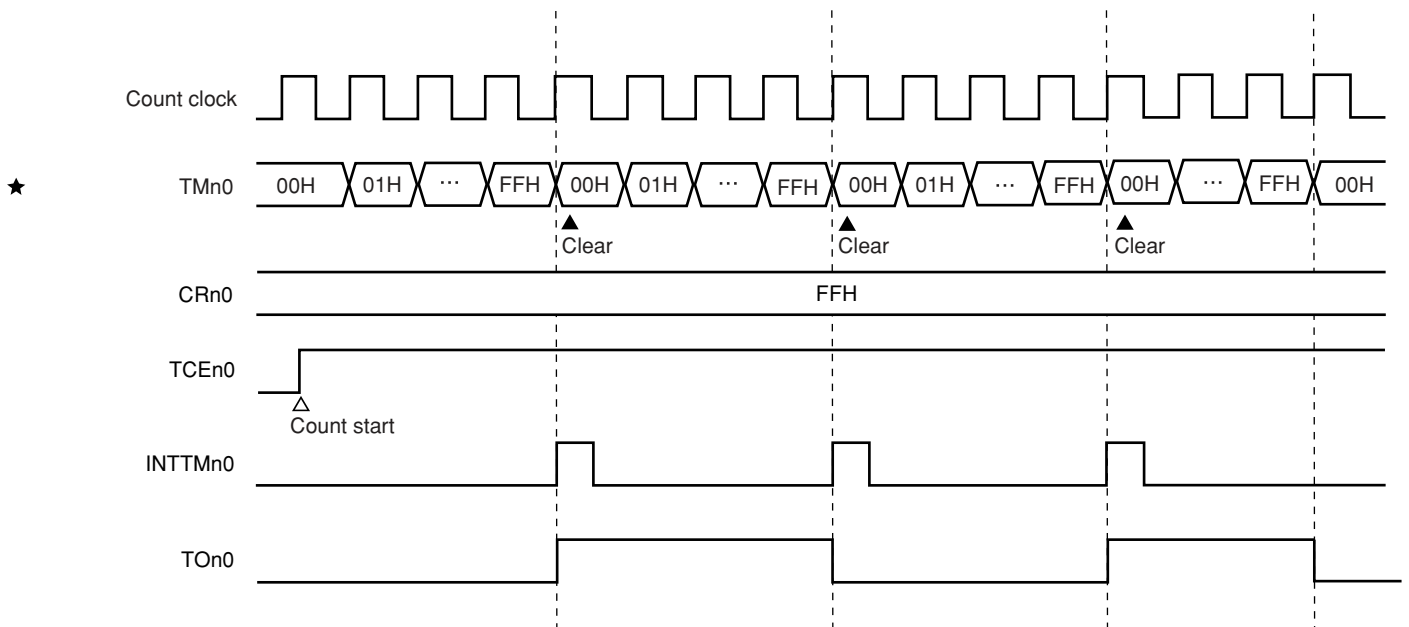 Count clock
★ TMn0 00H 01H ... FFH 00H 01H ... FFH 00H 01H ... FFH 00H ... FFH 00H
Clear Clear Clear
CRn0 FFH
TCEn0
Count start
INTTMn0
TOn0